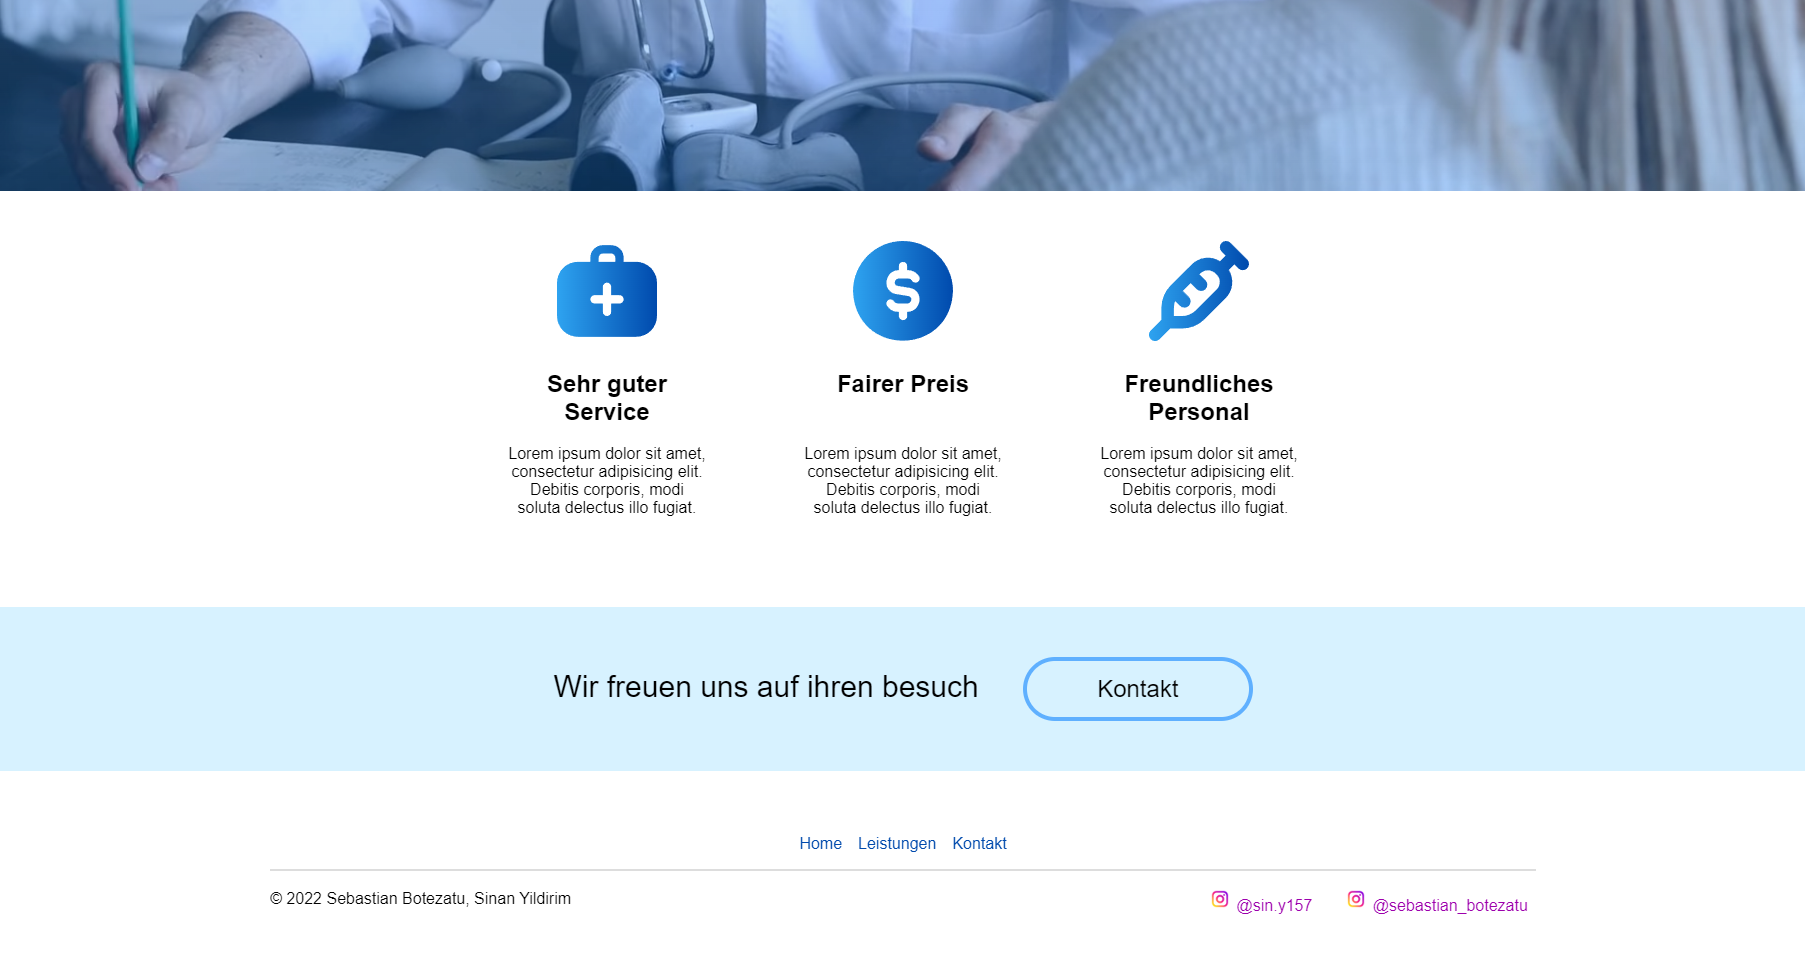 Sehr guter
Service
Lorem ipsum dolor sit amet,
consectetur adipisicing elit.
Debitis corporis, modi
soluta delectus illo fugiat.
Fairer Preis
Lorem ipsum dolor sit amet,
consectetur adipisicing elit.
Debitis corporis, modi
soluta delectus illo fugiat.
Freundliches
Personal
Lorem ipsum dolor sit amet,
consectetur adipisicing elit.
Debitis corporis, modi
soluta delectus illo fugiat.
Wir freuen uns auf ihren besuch
Kontakt
Home Leistungen Kontakt
© 2022 Sebastian Botezatu, Sinan Yildirim
@sin.y157 @sebastian_botezatu